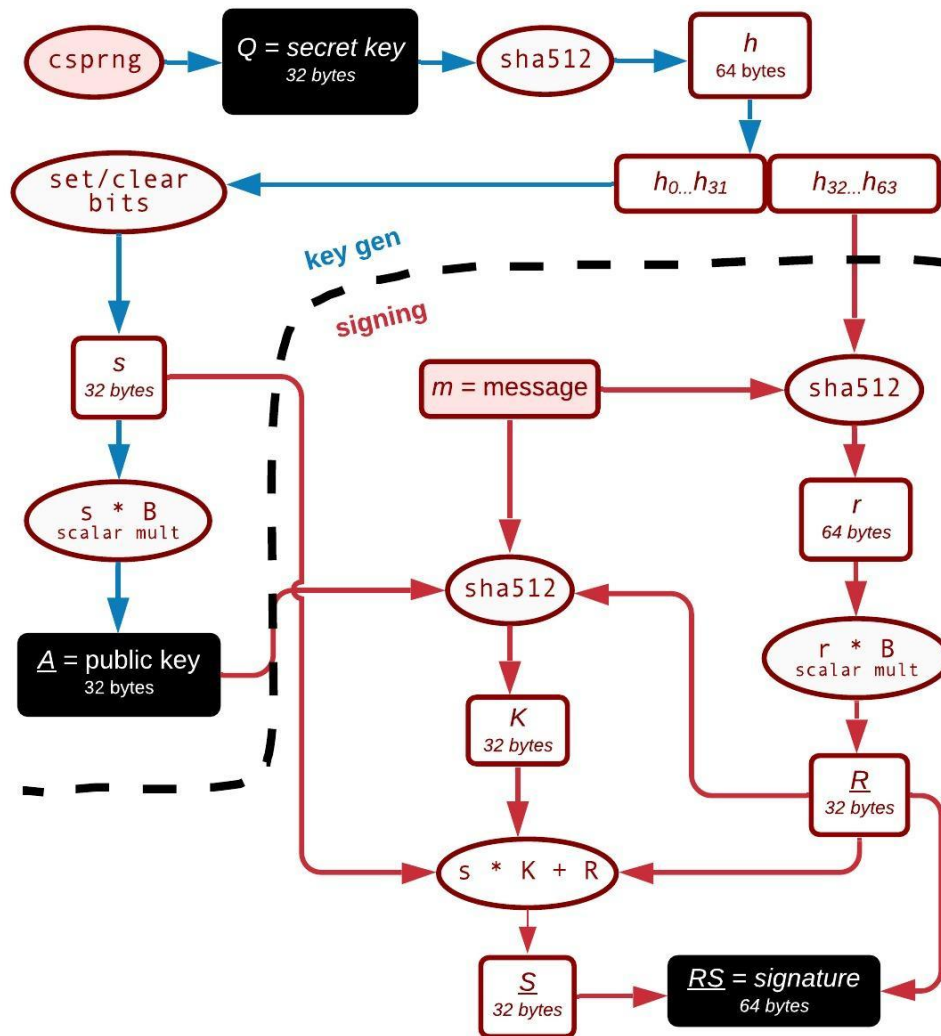 csprng
Q = secret key
32 bytes
sha512
h
64 bytes
set/clear
bits
h0...h31
h32...h63
key gen
signing
s
32 bytes
m = message
sha512
s * B
scalar mult
r
64 bytes
sha512
A = public key
32 bytes
r * B
scalar mult
K
32 bytes
R
32 bytes
s * K + R
S
32 bytes
RS = signature
64 bytes